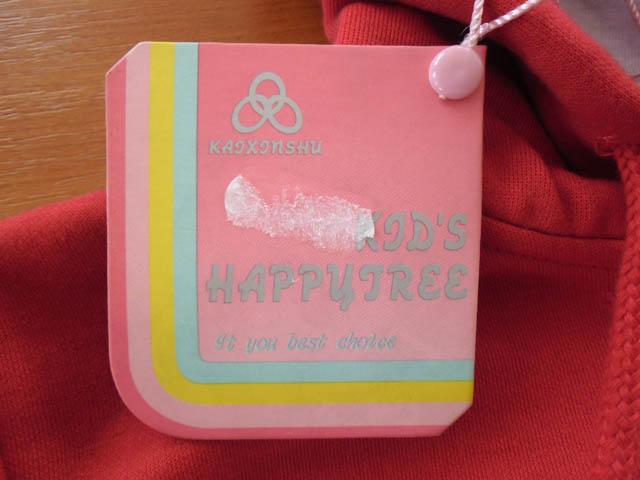 KAIXINSHU
KID'S
HAPPYTREE
It you best choice